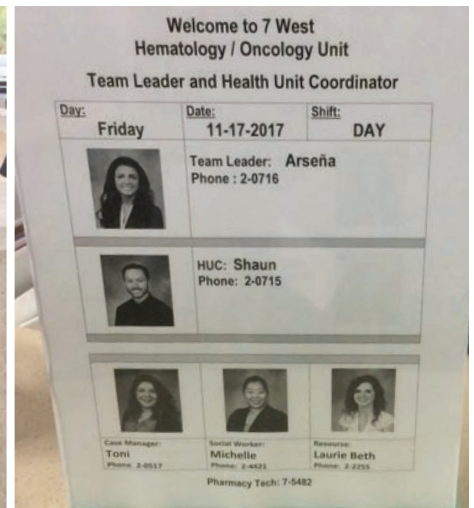 Welcome to 7 West
Hematology / Oncology Unit
Team Leader and Health Unit Coordinator
Day: Date: Shift:
Friday 11-17-2017 DAY
Team Leader: Arseña
Phone : 2-0716
HUC: Shaun
Phone: 2-0715
Case Manager: Social Worker: Resource:
Toni Michelle Laurie Beth
Phone 2-0517 Phone: 2-4421 Phone: 2-2255
Pharmacy Tech: 7-5482